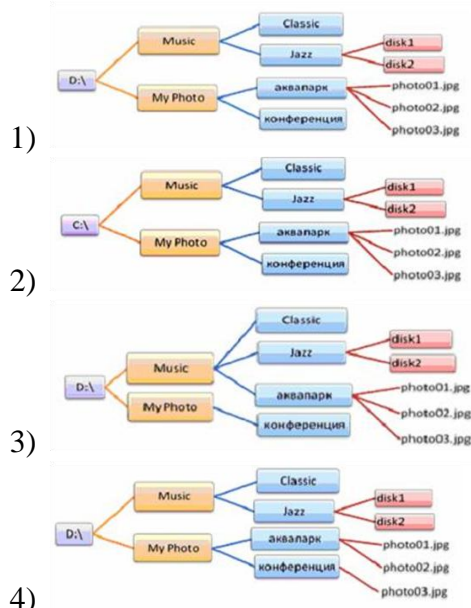 Classic
Music
Jazz
disk1
disk2
D:\
My Photo
аквапарк
photo01.jpg
photo02.jpg
конференция
photo03.jpg
1)
Classic
Music
Jazz
disk1
disk2
C:\
My Photo
аквапарк
photo01.jpg
photo02.jpg
конференция
photo03.jpg
2)
Classic
Music
Jazz
disk1
disk2
D:\
My Photo
аквапарк
photo01.jpg
photo02.jpg
конференция
photo03.jpg
3)
Classic
Music
Jazz
disk1
disk2
D:\
My Photo
аквапарк
photo01.jpg
photo02.jpg
конференция
photo03.jpg
4)